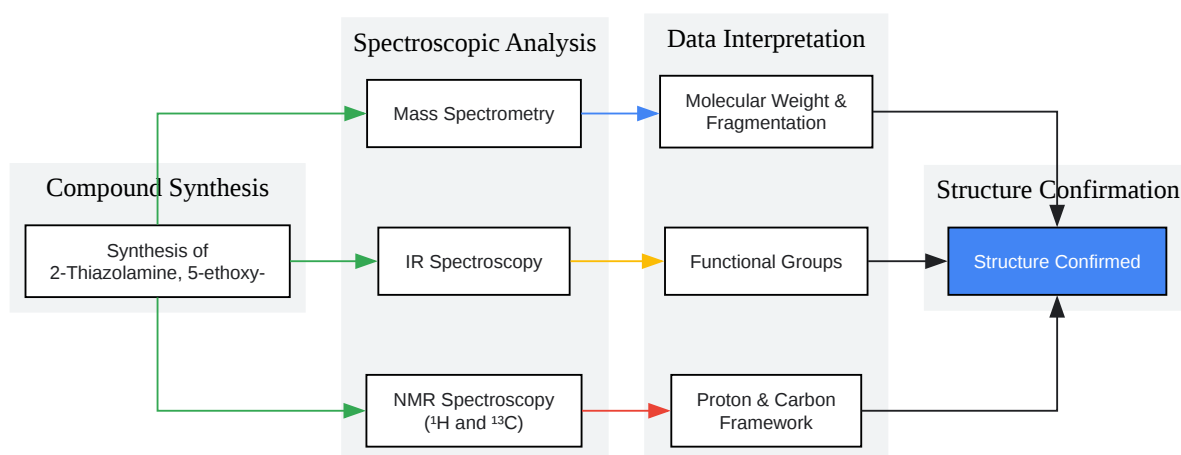 Spectroscopic Analysis
Data Interpretation
Mass Spectrometry
Molecular Weight &
Fragmentation
Compound Synthesis
Structure Confirmation
Synthesis of
2-Thiazolamine, 5-ethoxy-
IR Spectroscopy
Functional Groups
Structure Confirmed
NMR Spectroscopy
(¹H and ¹³C)
Proton & Carbon
Framework